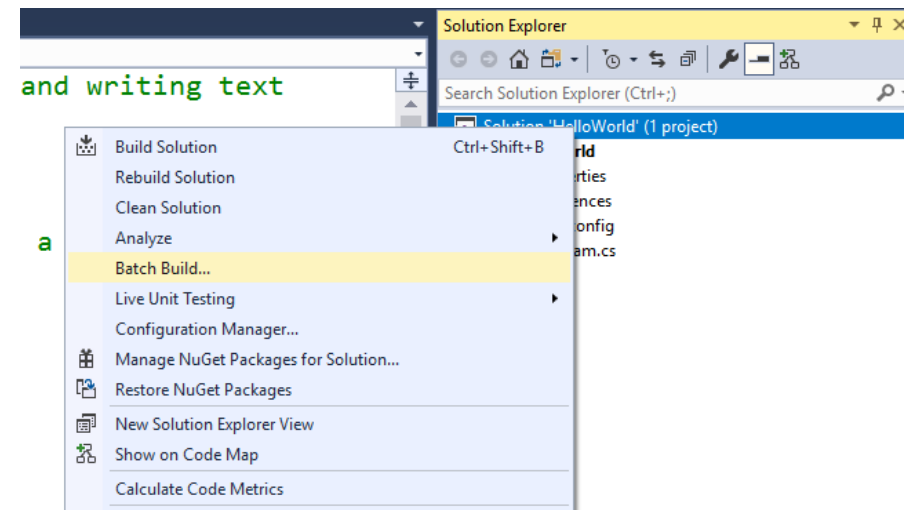 Solution Explorer
and writing text
Search Solution Explorer (Ctrl+;)
Solution 'HelloWorld' (1 project)
Build Solution Ctrl+Shift+B
rld
Rebuild Solution
rties
Clean Solution
ences
Analyze
onfig
a
am.cs
Batch Build...
Live Unit Testing
Configuration Manager...
Manage NuGet Packages for Solution...
Restore NuGet Packages
New Solution Explorer View
Show on Code Map
Calculate Code Metrics